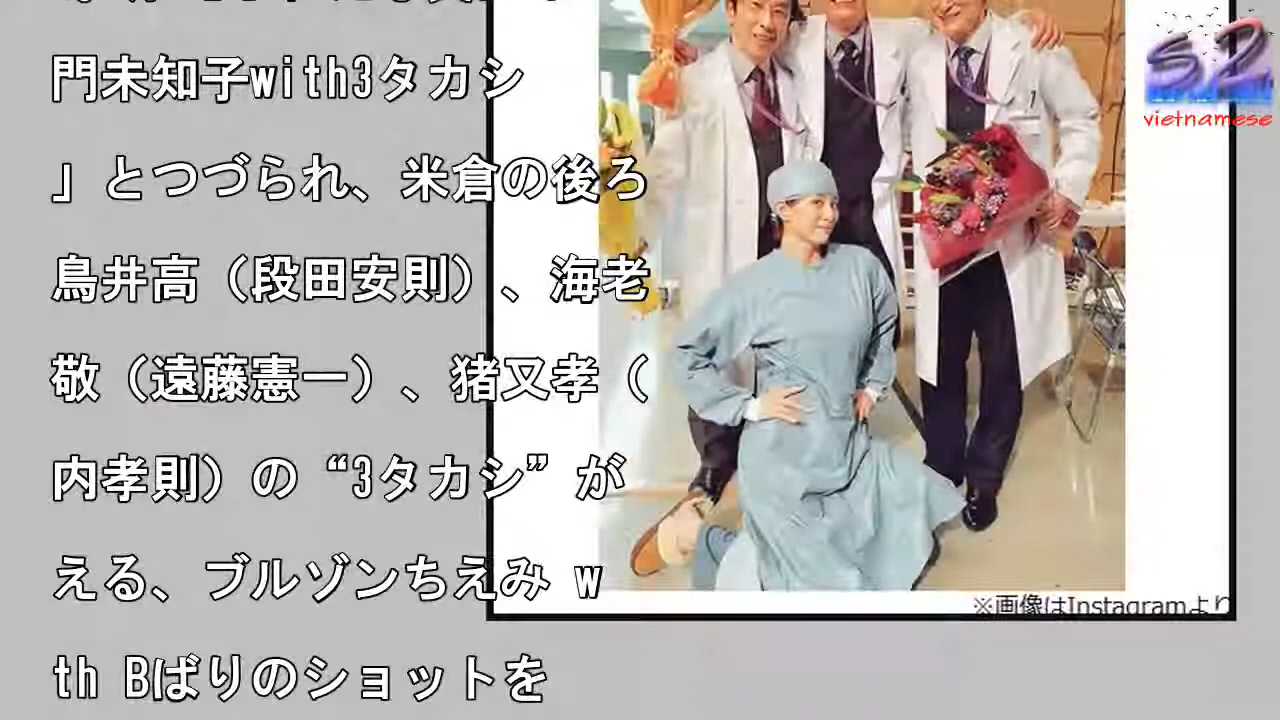 門未知子with3タカシ
」とつづられ、米倉の後ろ
鳥井高（段田安則）、海老
敬（遠藤憲一）、猪又孝（
内孝則）の“3タカシ”が
える、ブルゾンちえみ w
th Bばりのショットを
※画像はInstagramより
S2
vietnamese